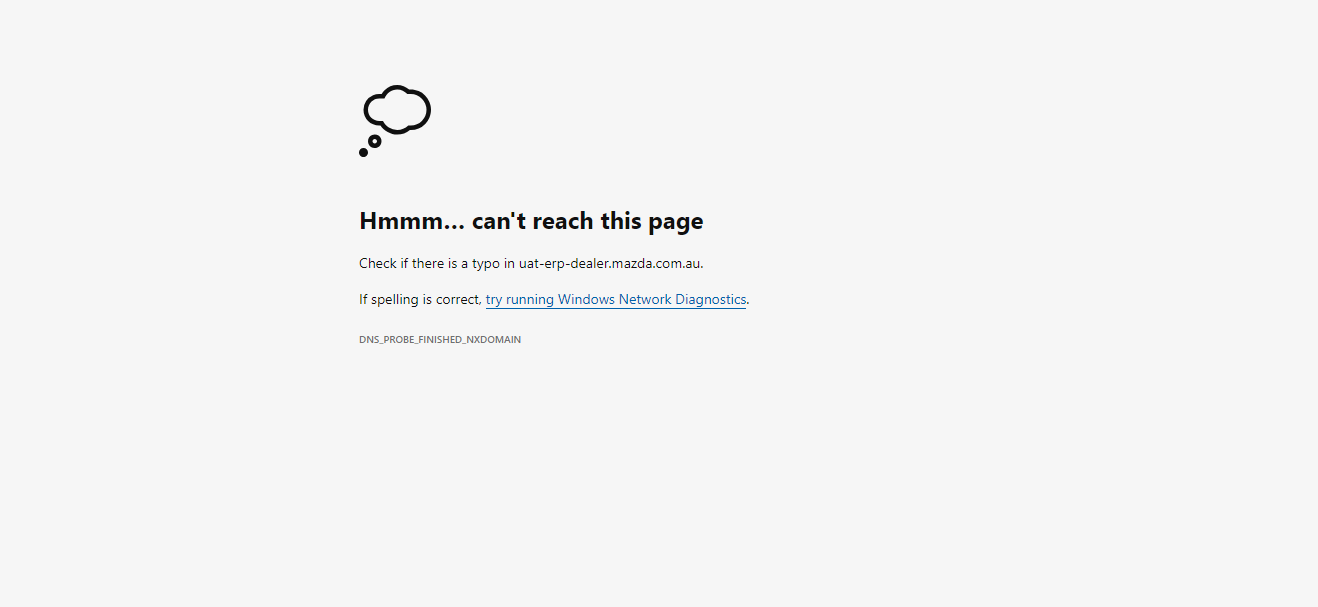 Hmmm... can't reach this page
Check if there is a typo in uat-erp-dealer.mazda.com.au.
If spelling is correct, try running Windows Network Diagnostics.
DNS_PROBE_FINISHED_NXDOMAIN